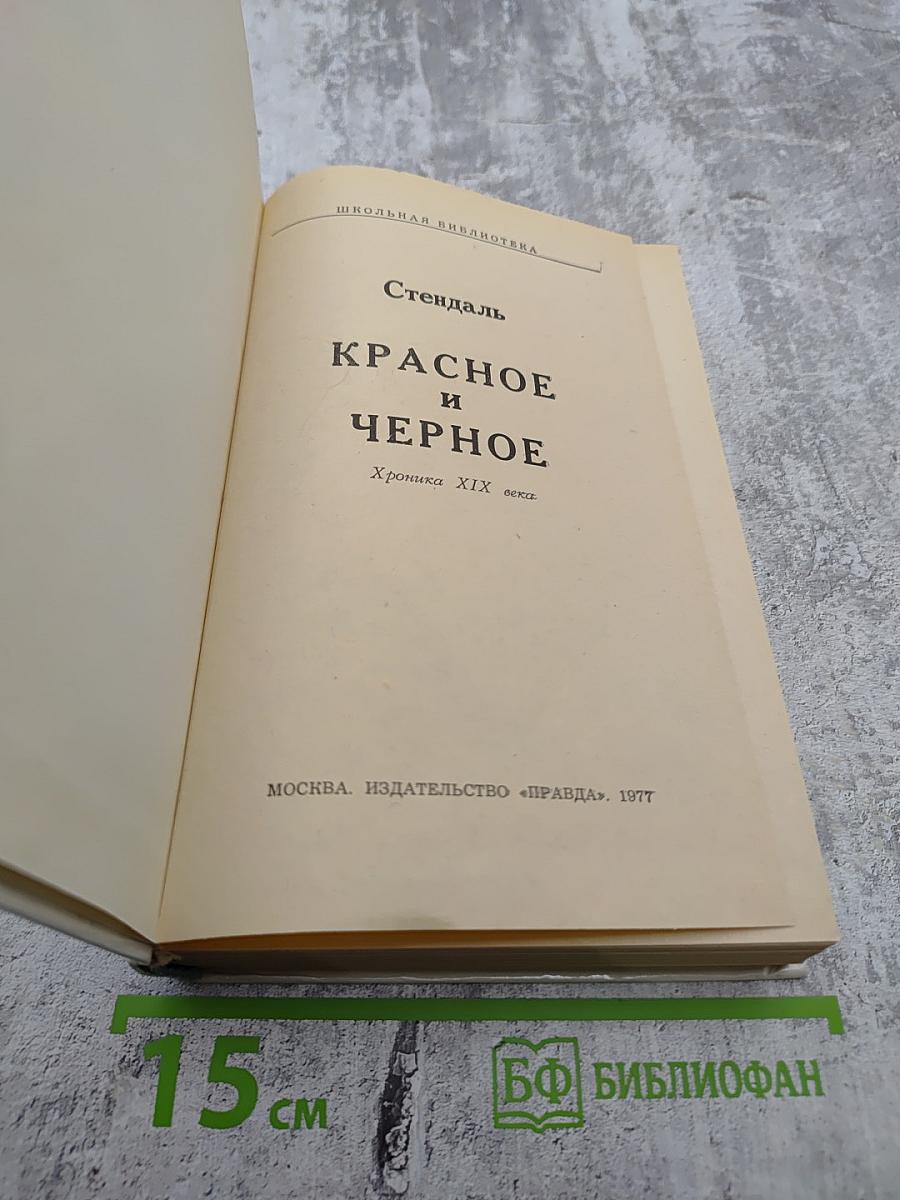 ШКОЛЬНАЯ БИБЛИОТЕКА
Стендаль
КРАСНОЕ
и
ЧЕРНОЕ
Хроника XIX века
МОСКВА. ИЗДАТЕЛЬСТВО «ПРАВДА». 1977
15 см
БФ БИБЛИОФАН